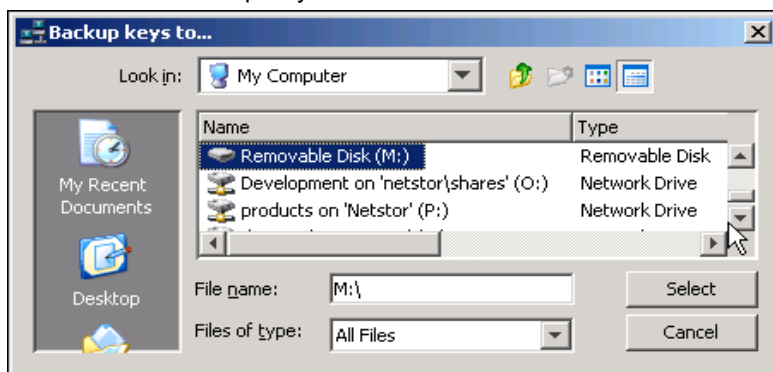 Backup keys to...
Look in: My Computer
Name Type
Removable Disk (M:) Removable Disk
Development on 'netstor\shares' (O:) Network Drive
products on 'Netstor' (P:) Network Drive
My Recent
Documents
Desktop
File name: M:\ Select
Files of type: All Files Cancel